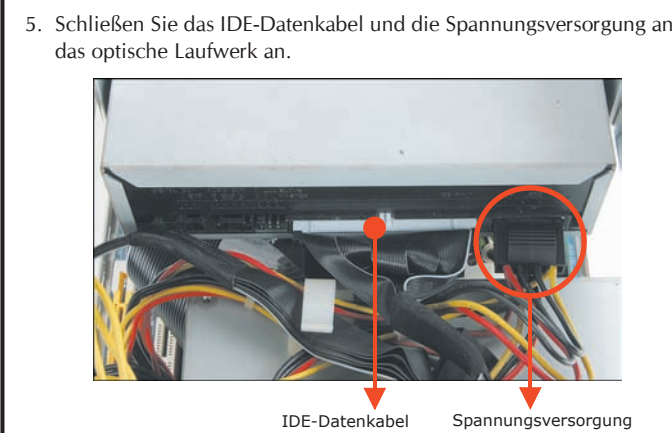 5. Schließen Sie das IDE-Datenkabel und die Spannungsversorgung an
das optische Laufwerk an.
IDE-Datenkabel
Spannungsversorgung